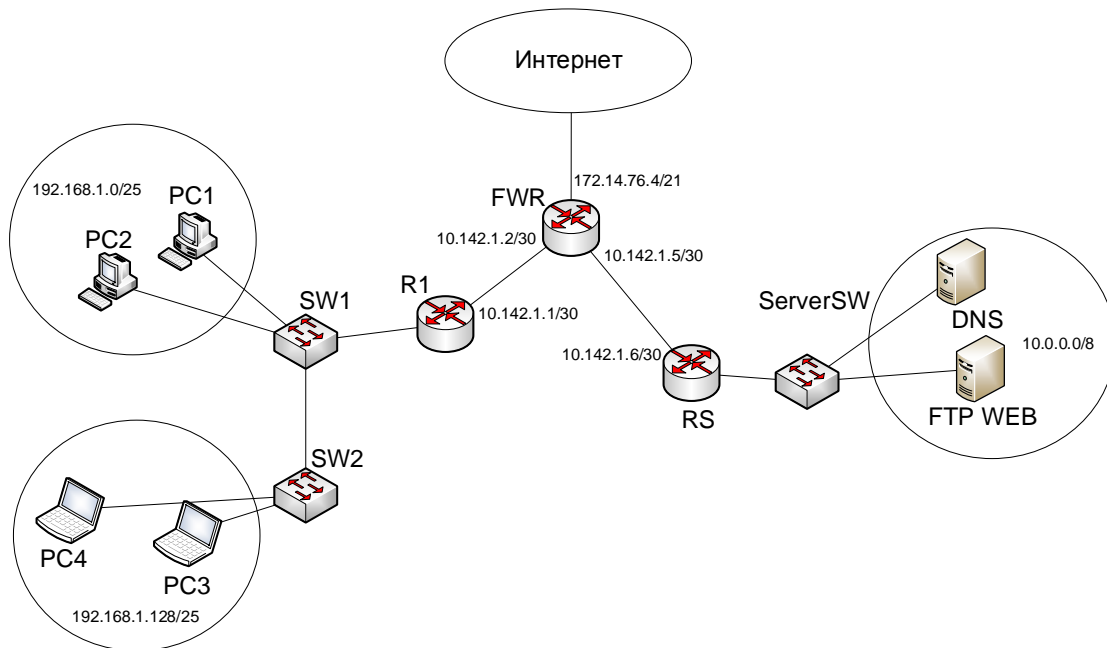 Интернет
172.14.76.4/21
FWR
192.168.1.0/25
PC1
PC2
10.142.1.2/30
10.142.1.5/30
R1
SW1
10.142.1.1/30
ServerSW
DNS
10.142.1.6/30
10.0.0.0/8
RS
FTP WEB
SW2
PC4
PC3
192.168.1.128/25